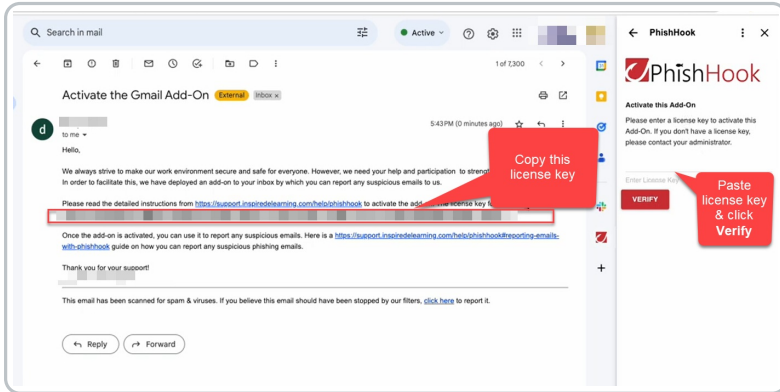 Search in mail
Active
1 of 7,300
PhishHook
Activate the Gmail Add-On External Inbox x
PhishHook
d
5:43 PM (0 minutes ago)
to me
Activate this Add-On
Please enter a license key to activate this
Add-On. If you don't have a license key,
please contact your administrator.
Enter License Key
VERIFY
Hello,
We always strive to make our work environment secure and safe for everyone. However, we need your help and participation to
In order to facilitate this, we have deployed an add-on to your inbox by which you can report any suspicious emails to us.
Please read the detailed instructions from https://support.inspiredelearning.com/help/phishhook to activate the
Once the add-on is activated, you can use it to report any suspicious emails. Here is a https://support.inspiredelearning.com/help/phishhook#reporting-emails-
with-phishhook guide on how you can report any suspicious phishing emails.
Thank you for your support!
This email has been scanned for spam & viruses. If you believe this email should have been stopped by our filters, click here to report it.
Reply
Forward
Copy this
license key
Paste
license key
& click
Verify